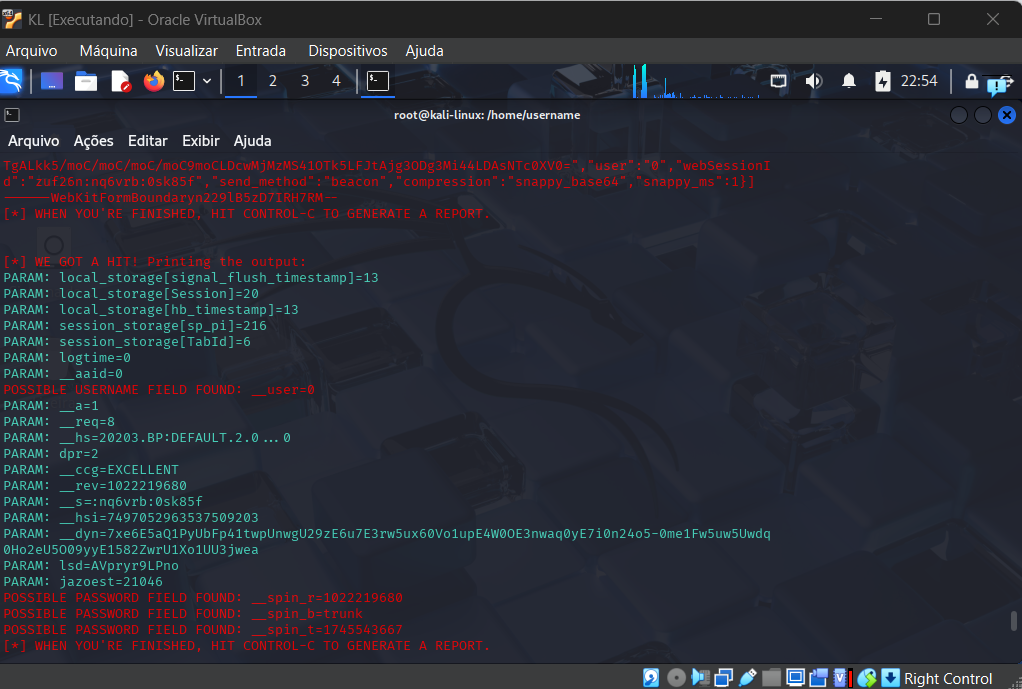 KL [Executando] - Oracle VirtualBox
Arquivo Máquina Visualizar Entrada Dispositivos Ajuda
1 2 3 4 22:54
root@kali-linux: /home/username
Arquivo Ações Editar Exibir Ajuda
TgALkk5/moC/moC/moC/moC9moCLDcwMjMzMS41OTk5LFJtAjg3ODg3Mi44LDAsNTc0XV0=","user":"0","webSessionI
d":"zuf26n:nq6vrb:0sk85f","send_method":"beacon","compression":"snappy_base64","snappy_ms":1}]
------WebKitFormBoundaryn229lB5zD7IRH7RM--
[*] WHEN YOU'RE FINISHED, HIT CONTROL-C TO GENERATE A REPORT.
[*] WE GOT A HIT! Printing the output:
PARAM: local_storage[signal_flush_timestamp]=13
PARAM: local_storage[Session]=20
PARAM: local_storage[hb_timestamp]=13
PARAM: session_storage[sp_pi]=216
PARAM: session_storage[TabId]=6
PARAM: logtime=0
PARAM: __aaid=0
POSSIBLE USERNAME FIELD FOUND: __user=0
PARAM: __a=1
PARAM: __req=8
PARAM: __hs=20203.BP:DEFAULT.2.0...0
PARAM: dpr=2
PARAM: __ccg=EXCELLENT
PARAM: __rev=1022219680
PARAM: __s=:nq6vrb:0sk85f
PARAM: __hsi=7497052963537509203
PARAM: __dyn=7xe6E5aQ1PyUbFp41twpUnwgU29zE6u7E3rw5ux60Vo1upE4W0OE3nwaq0yE7i0n24o5-0me1Fw5uw5Uwdq
0Ho2eU5O09yyE1582ZwrU1Xo1UU3jwea
PARAM: lsd=AVpryr9LPno
PARAM: jazoest=21046
POSSIBLE PASSWORD FIELD FOUND: __spin_r=1022219680
POSSIBLE PASSWORD FIELD FOUND: __spin_b=trunk
POSSIBLE PASSWORD FIELD FOUND: __spin_t=1745543667
[*] WHEN YOU'RE FINISHED, HIT CONTROL-C TO GENERATE A REPORT.
Right Control